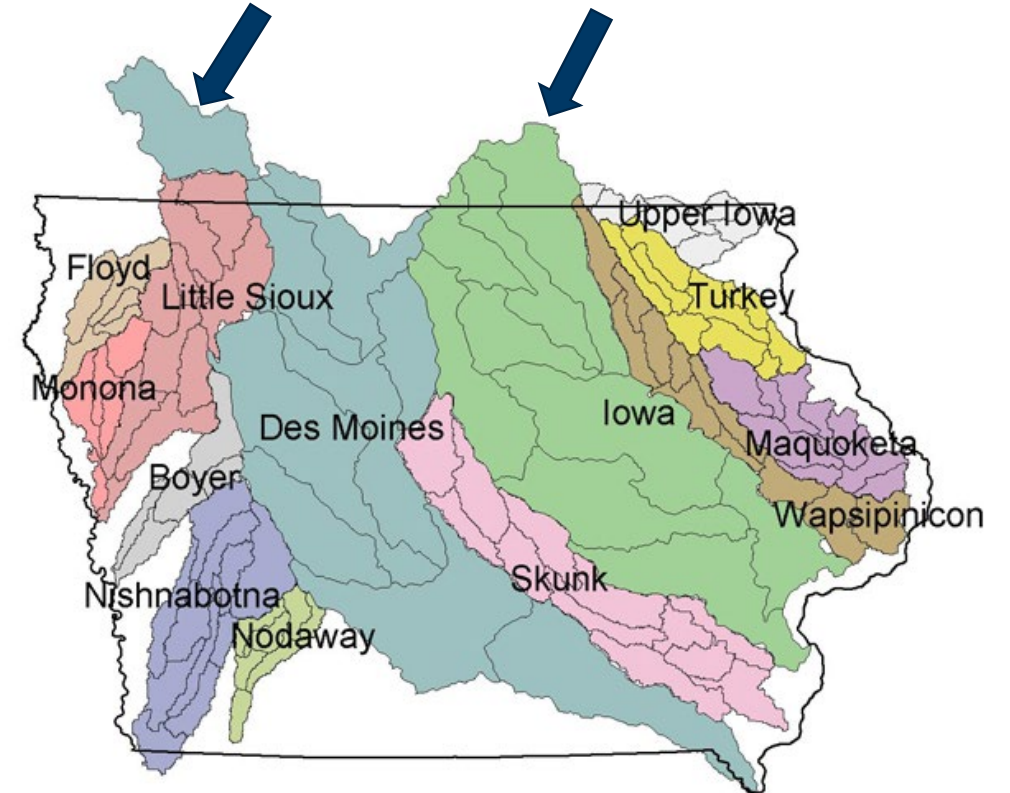 Upper Iowa
Floyd
Little Sioux
Turkey
Monona
Iowa
Des Moines
Maquoketa
Boyer
Wapsipinicon
Skunk
Nishnabotna
Nodaway